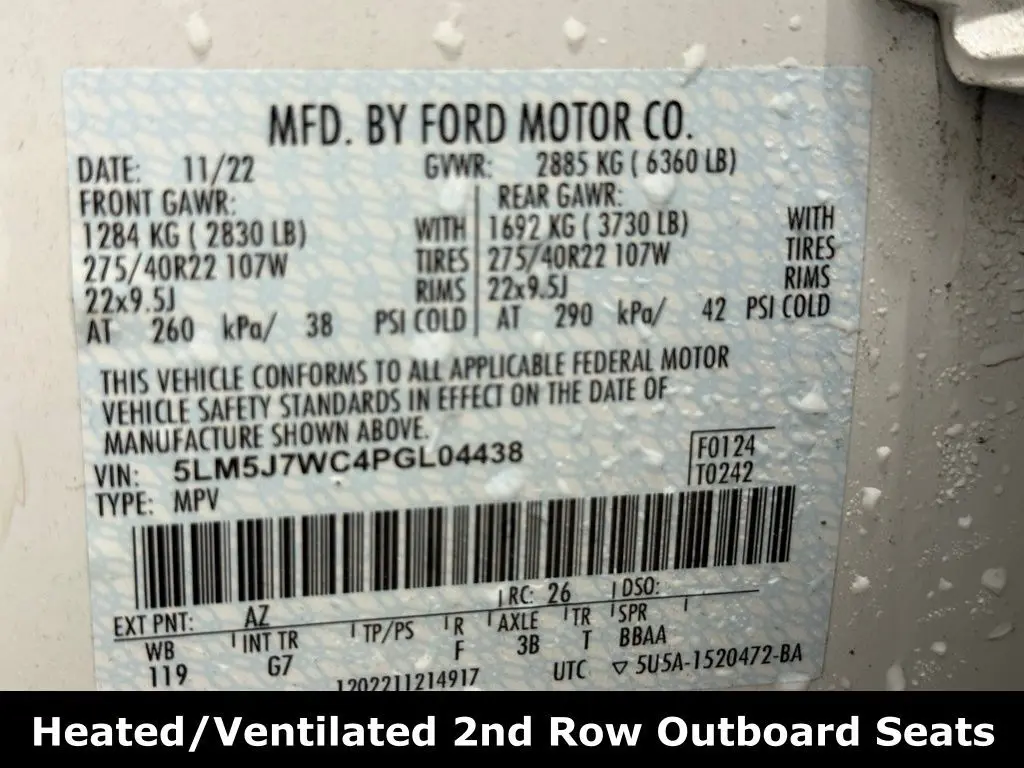 MFD. BY FORD MOTOR CO.
DATE: 11/22 GVWR: 2885 KG ( 6360 LB)
FRONT GAWR: REAR GAWR:
1284 KG ( 2830 LB) WITH 1692 KG ( 3730 LB) WITH
275/40R22 107W TIRES 275/40R22 107W TIRES
22x9.5J RIMS 22x9.5J RIMS
AT 260 kPa/ 38 PSI COLD AT 290 kPa/ 42 PSI COLD
THIS VEHICLE CONFORMS TO ALL APPLICABLE FEDERAL MOTOR
VEHICLE SAFETY STANDARDS IN EFFECT ON THE DATE OF
MANUFACTURE SHOWN ABOVE.
VIN: 5LM5J7WC4PGL04438 F0124
TYPE: MPV T0242
EXT PNT: AZ RC: 26 DSO:
WB INT TR TP/PS R AXLE TR SPR
119 G7 F 3B T BBAA
1202211214917 UTC ▽ 5U5A-1520472-BA
Heated/Ventilated 2nd Row Outboard Seats